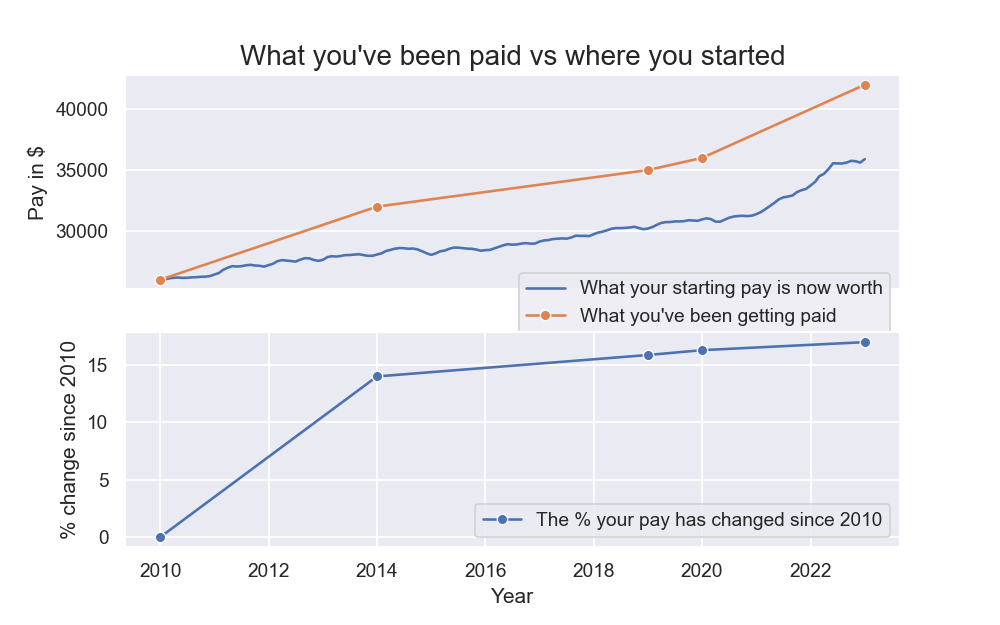 What you've been paid vs where you started
Pay in $
40000
35000
30000
What your starting pay is now worth
What you've been getting paid
% change since 2010
15
10
5
0
The % your pay has changed since 2010
2010 2012 2014 2016 2018 2020 2022
Year